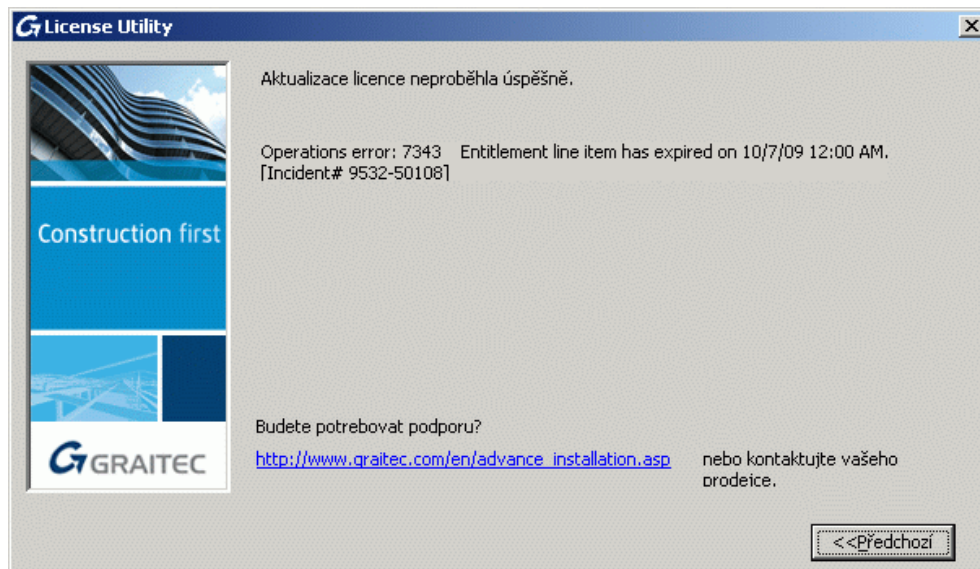 License Utility
Aktualizace licence neproběhla úspěšně.
Operations error: 7343 Entitlement line item has expired on 10/7/09 12:00 AM.
[Incident# 9532-50108]
Construction first
GRAITEC
Budete potrebovat podporu?
http://www.graitec.com/en/advance_installation.asp nebo kontaktujte vašeho
prodejce.
<<Předchozí